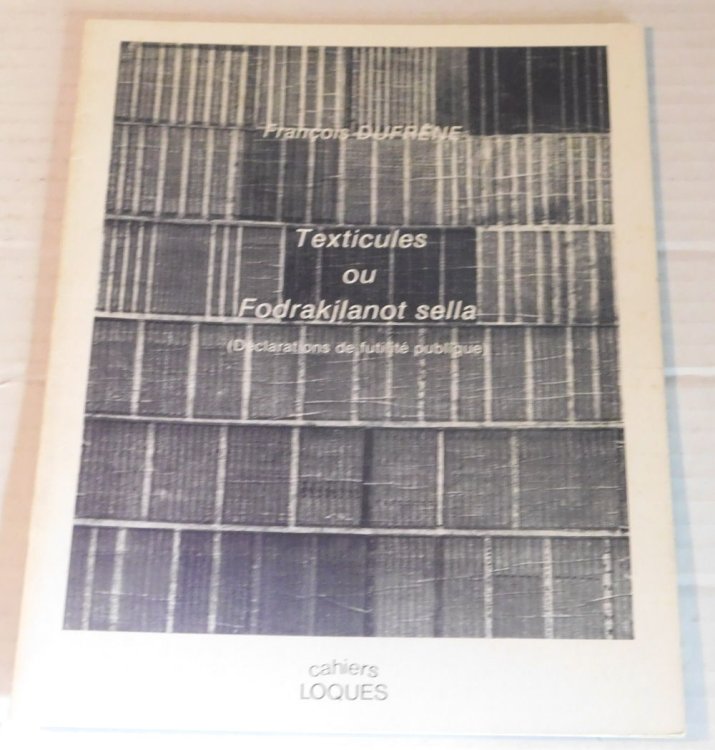 François DUFRÊNE
Texticules
ou
Fodrakjlanot sella
(Déclarations de futilité publique)
cahiers
LOQUES